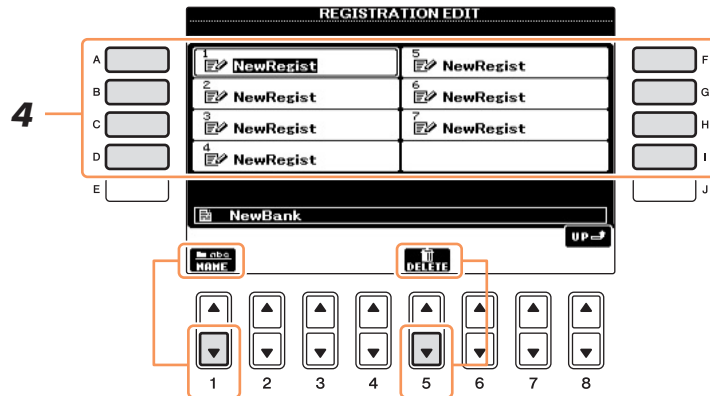 REGISTRATION EDIT
4
A
B
C
D
E
1 NewRegist
2 NewRegist
3 NewRegist
4 NewRegist
5 NewRegist
6 NewRegist
7 NewRegist
F
G
H
I
J
NewBank
UP
abc
NAME
DELETE
1 2 3 4 5 6 7 8